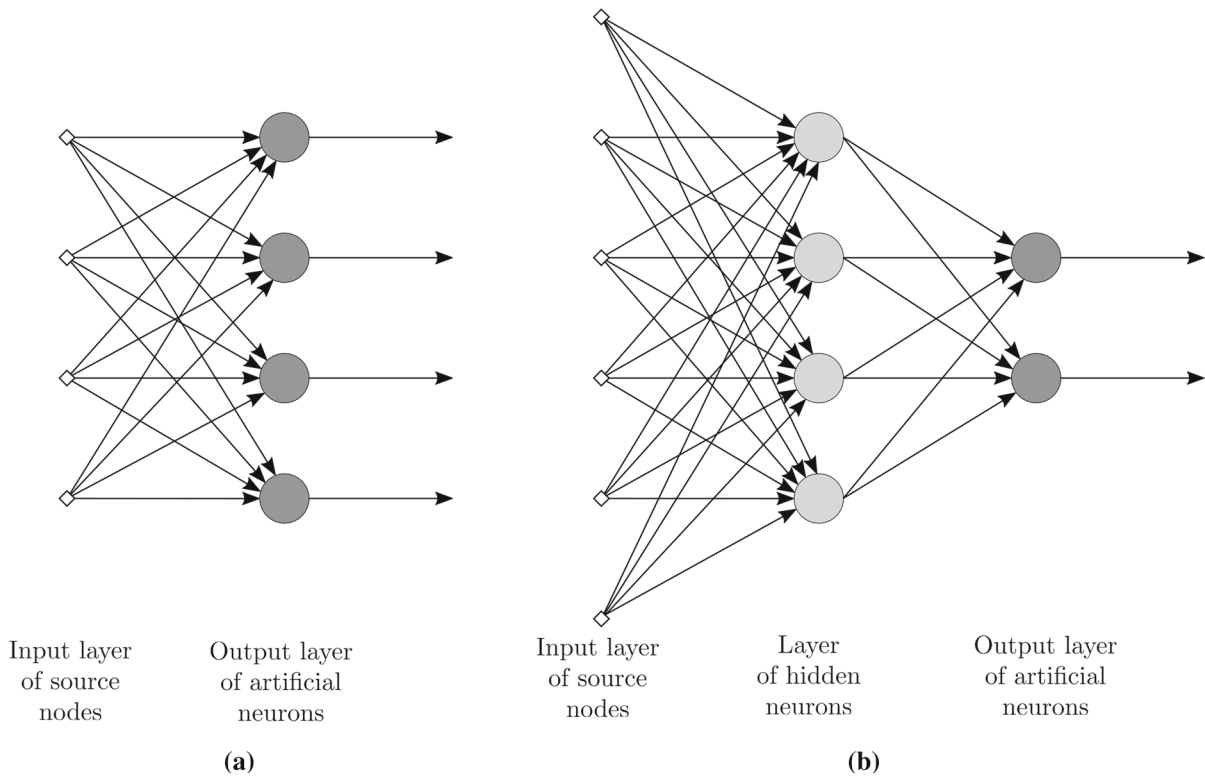 Input layer
of source
nodes
Output layer
of artificial
neurons
(a)
Input layer
of source
nodes
Layer
of hidden
neurons
Output layer
of artificial
neurons
(b)